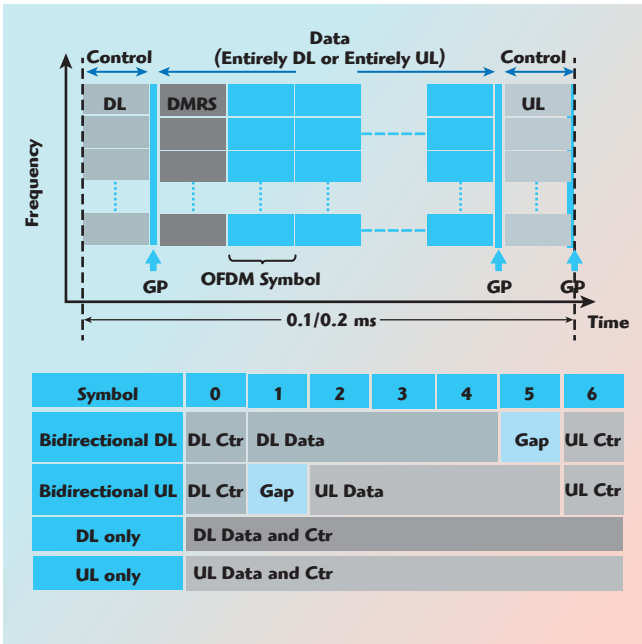 Data
Control (Entirely DL or Entirely UL) Control
DL DMRS UL
Frequency
OFDM Symbol
GP GP GP
0.1/0.2 ms Time
Symbol 0 1 2 3 4 5 6
Bidirectional DL DL Ctr DL Data Gap UL Ctr
Bidirectional UL DL Ctr Gap UL Data UL Ctr
DL only DL Data and Ctr
UL only UL Data and Ctr